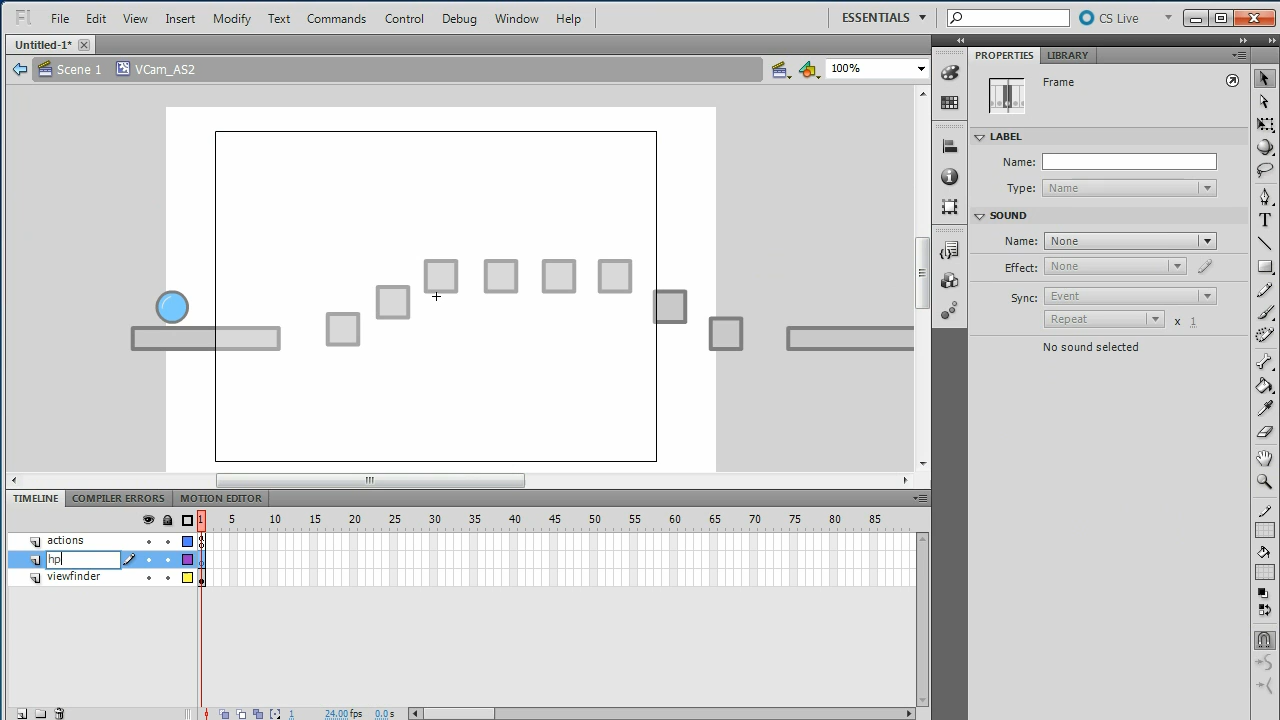 Fl File Edit View Insert Modify Text Commands Control Debug Window Help ESSENTIALS CS Live
Untitled-1*
Scene 1 VCam_AS2 100%
PROPERTIES LIBRARY
Frame
LABEL
Name:
Type: Name
SOUND
Name: None
Effect: None
Sync: Event
Repeat x 1
No sound selected
TIMELINE COMPILER ERRORS MOTION EDITOR
1 5 10 15 20 25 30 35 40 45 50 55 60 65 70 75 80 85
actions
hp
viewfinder
1 24.00 fps 0.0 s